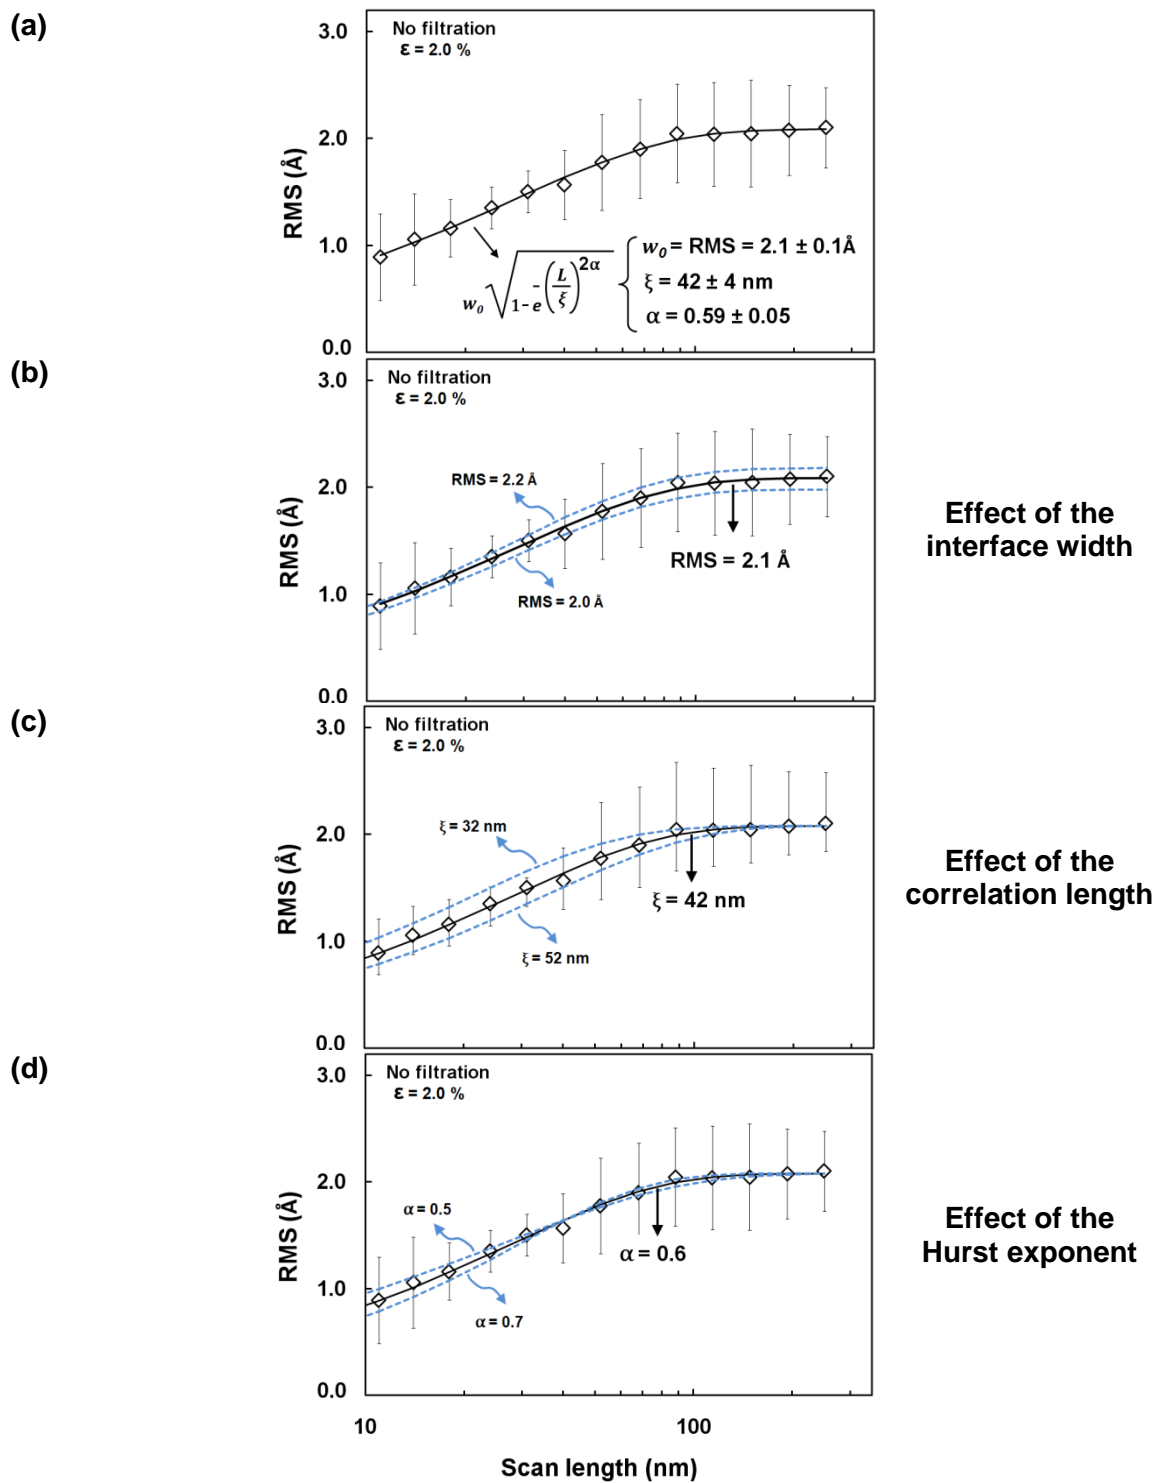 (a)
3.0
No filtration
ε = 2.0 %
2.0
RMS (Å)
1.0
w₀ √1-e^-(L/ξ)^2α
w₀ = RMS = 2.1 ± 0.1Å
ξ = 42 ± 4 nm
α = 0.59 ± 0.05
0.0
(b)
3.0
No filtration
ε = 2.0 %
RMS = 2.2 Å
2.0
RMS (Å)
RMS = 2.1 Å
1.0
RMS = 2.0 Å
0.0
Effect of the
interface width
(c)
3.0
No filtration
ε = 2.0 %
ξ = 32 nm
2.0
RMS (Å)
ξ = 42 nm
1.0
ξ = 52 nm
0.0
Effect of the
correlation length
(d)
3.0
No filtration
ε = 2.0 %
2.0
α = 0.5
RMS (Å)
α = 0.6
1.0
α = 0.7
0.0
Effect of the
Hurst exponent
10
100
Scan length (nm)